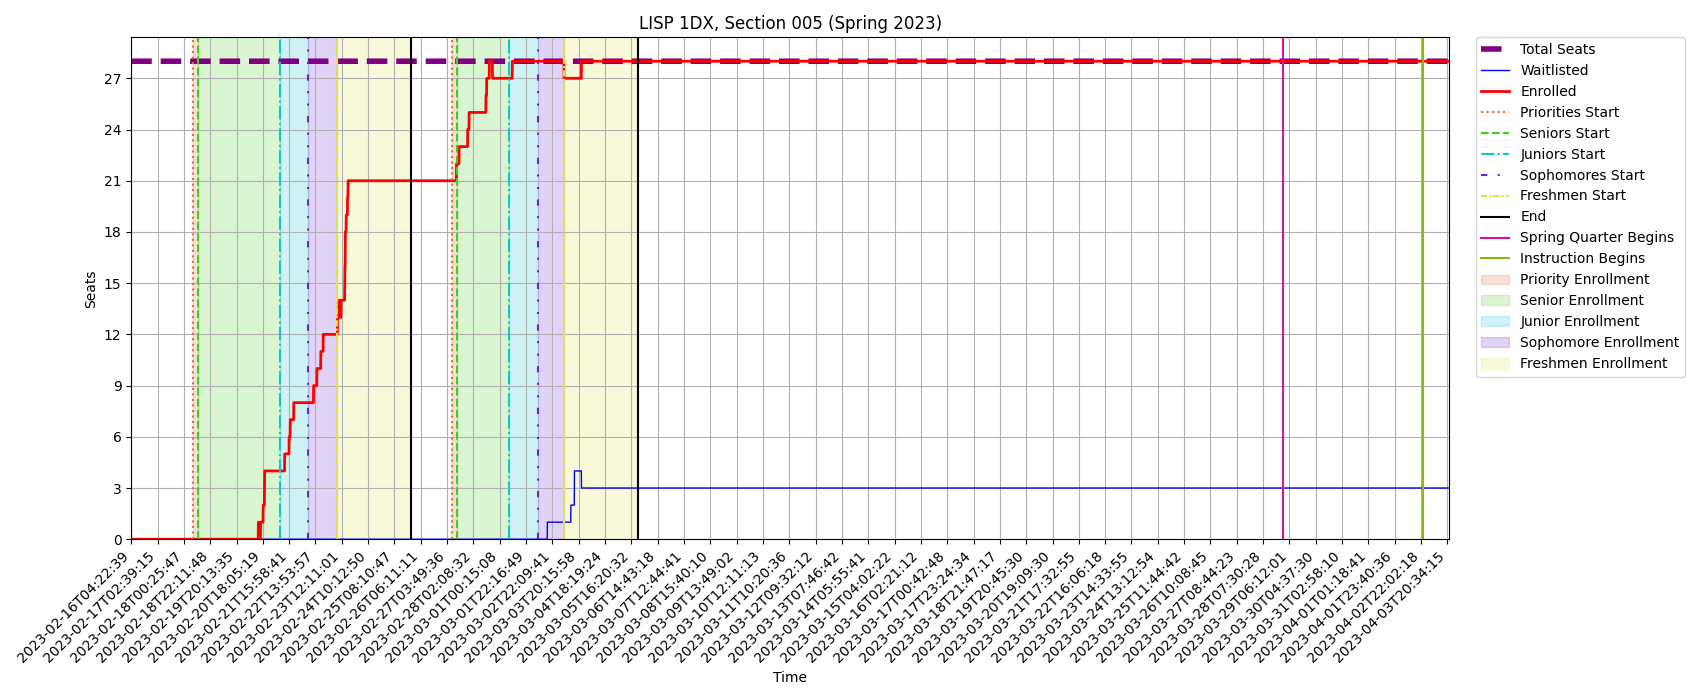 LISP 1DX, Section 005 (Spring 2023)
Total Seats
Waitlisted
Enrolled
Priorities Start
Seniors Start
Juniors Start
Sophomores Start
Freshmen Start
End
Spring Quarter Begins
Instruction Begins
Priority Enrollment
Senior Enrollment
Junior Enrollment
Sophomore Enrollment
Freshmen Enrollment
Seats
27
24
21
18
15
12
9
6
3
0
2023-02-16T04:22:39
2023-02-17T02:39:15
2023-02-18T00:25:47
2023-02-18T22:11:48
2023-02-19T20:13:35
2023-02-20T18:05:19
2023-02-21T15:58:41
2023-02-22T13:53:57
2023-02-23T12:11:01
2023-02-24T10:12:50
2023-02-25T08:10:47
2023-02-26T06:11:11
2023-02-27T03:49:36
2023-02-28T02:08:32
2023-03-01T00:15:08
2023-03-01T22:16:49
2023-03-02T22:09:41
2023-03-03T20:15:58
2023-03-04T18:19:24
2023-03-05T16:20:32
2023-03-06T14:43:18
2023-03-07T12:44:41
2023-03-08T15:40:10
2023-03-09T13:49:02
2023-03-10T12:11:13
2023-03-11T10:20:36
2023-03-12T09:32:12
2023-03-13T07:46:42
2023-03-14T05:55:41
2023-03-15T04:02:22
2023-03-16T02:21:12
2023-03-17T00:42:48
2023-03-17T23:24:34
2023-03-18T21:47:17
2023-03-19T20:45:30
2023-03-20T19:09:30
2023-03-21T17:32:55
2023-03-22T16:06:18
2023-03-23T14:33:55
2023-03-24T13:12:54
2023-03-25T11:44:42
2023-03-26T10:08:45
2023-03-27T08:44:23
2023-03-28T07:30:28
2023-03-29T06:12:01
2023-03-30T04:37:30
2023-03-31T02:58:10
2023-04-01T01:18:41
2023-04-01T23:40:36
2023-04-02T22:02:18
2023-04-03T20:34:15
Time